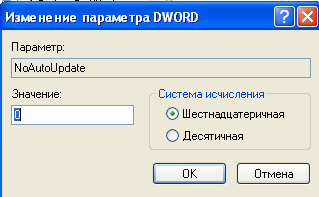 Изменение параметра DWORD
Параметр:
NoAutoUpdate
Значение:
0
Система исчисления
Шестнадцатеричная
Десятичная
OK
Отмена